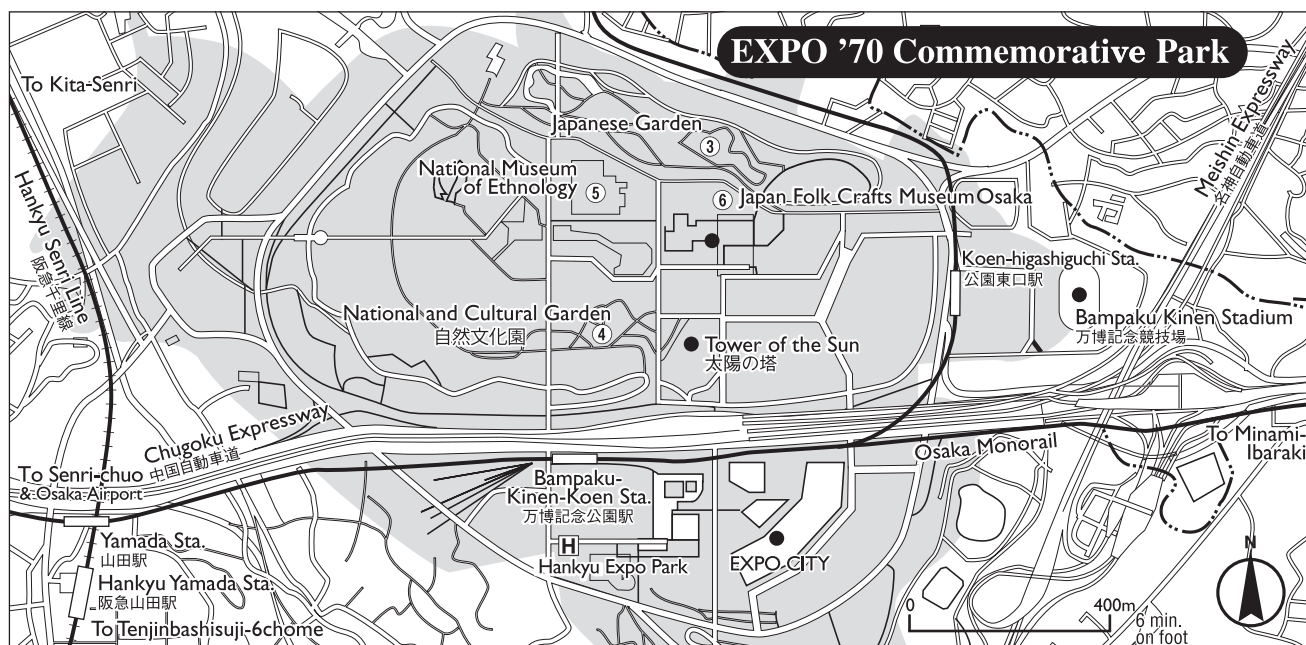 EXPO '70 Commemorative Park
To Kita-Senri
Hankyu Senri Line
阪急千里線
Meishin Expressway
名神自動車道
Japanese Garden
3
National Museum
of Ethnology
5
6
Japan Folk Crafts Museum Osaka
Koen-higashiguchi Sta.
公園東口駅
Bampaku Kinen Stadium
万博記念競技場
National and Cultural Garden
自然文化園
4
Tower of the Sun
太陽の塔
Chugoku Expressway
中国自動車道
Osaka Monorail
To Minami-
Ibaraki
To Senri-chuo
& Osaka Airport
Bampaku-
Kinen-Koen Sta.
万博記念公園駅
Yamada Sta.
山田駅
H
Hankyu Expo Park
EXPO CITY
Hankyu Yamada Sta.
阪急山田駅
To Tenjinbashisuji-6chome
N
0
400m
6 min.
on foot